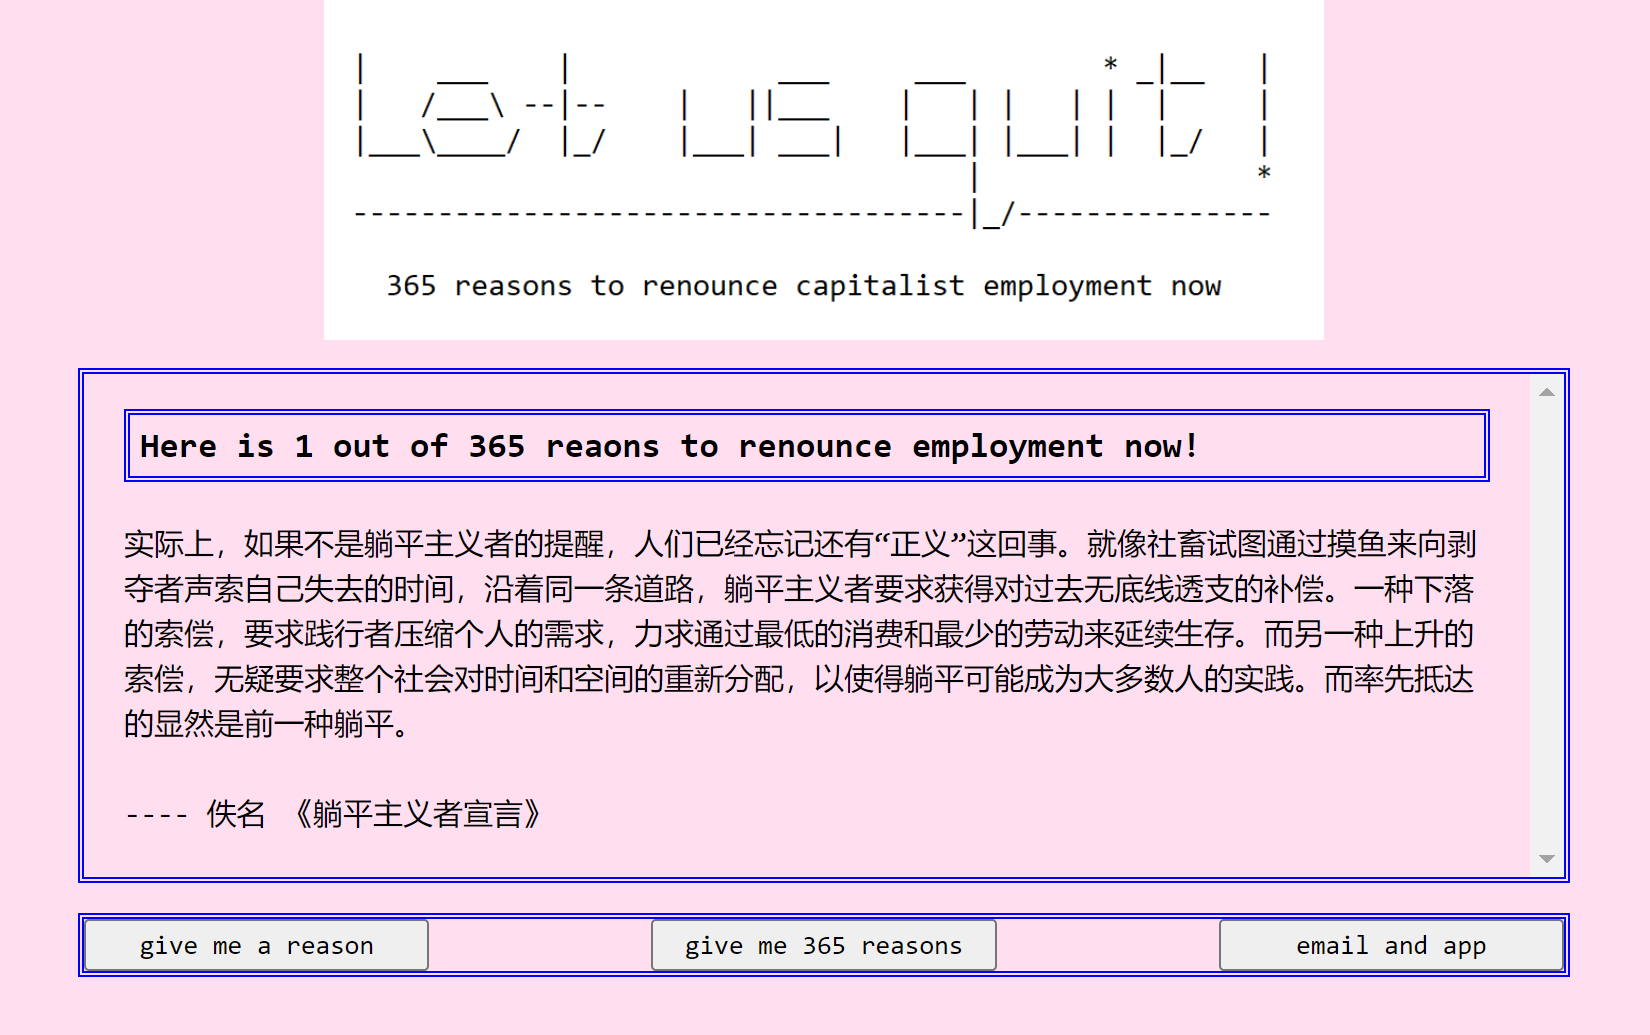 Let us quit!
365 reasons to renounce capitalist employment now
Here is 1 out of 365 reaons to renounce employment now!
实际上，如果不是躺平主义者的提醒，人们已经忘记还有“正义”这回事。就像社畜试图通过摸鱼来向剥
夺者声索自己失去的时间，沿着同一条道路，躺平主义者要求获得对过去无底线透支的补偿。一种下落
的索偿，要求践行者压缩个人的需求，力求通过最低的消费和最少的劳动来延续生存。而另一种上升的
索偿，无疑要求整个社会对时间和空间的重新分配，以使得躺平可能成为大多数人的实践。而率先抵达
的显然是前一种躺平。
---- 佚名 《躺平主义者宣言》
give me a reason
give me 365 reasons
email and app